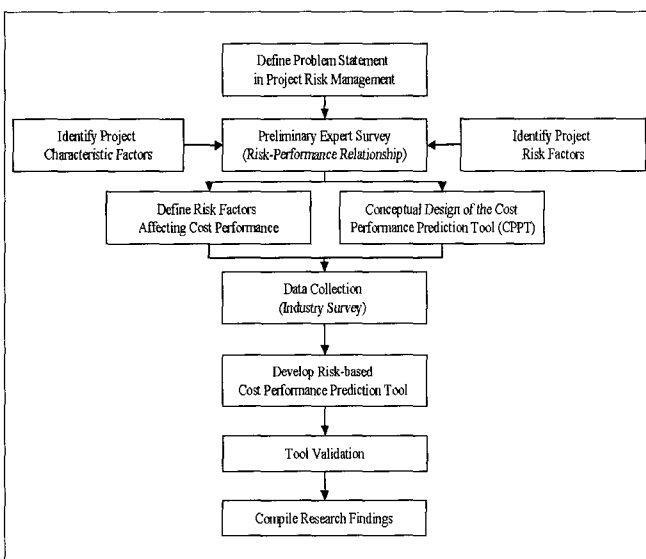 Define Problem Statement
in Project Risk Management
Identify Project
Characteristic Factors
Preliminary Expert Survey
(Risk-Performance Relationship)
Identify Project
Risk Factors
Define Risk Factors
Affecting Cost Performance
Conceptual Design of the Cost
Performance Prediction Tool (CPPT)
Data Collection
(Industry Survey)
Develop Risk-based
Cost Performance Prediction Tool
Tool Validation
Compile Research Findings